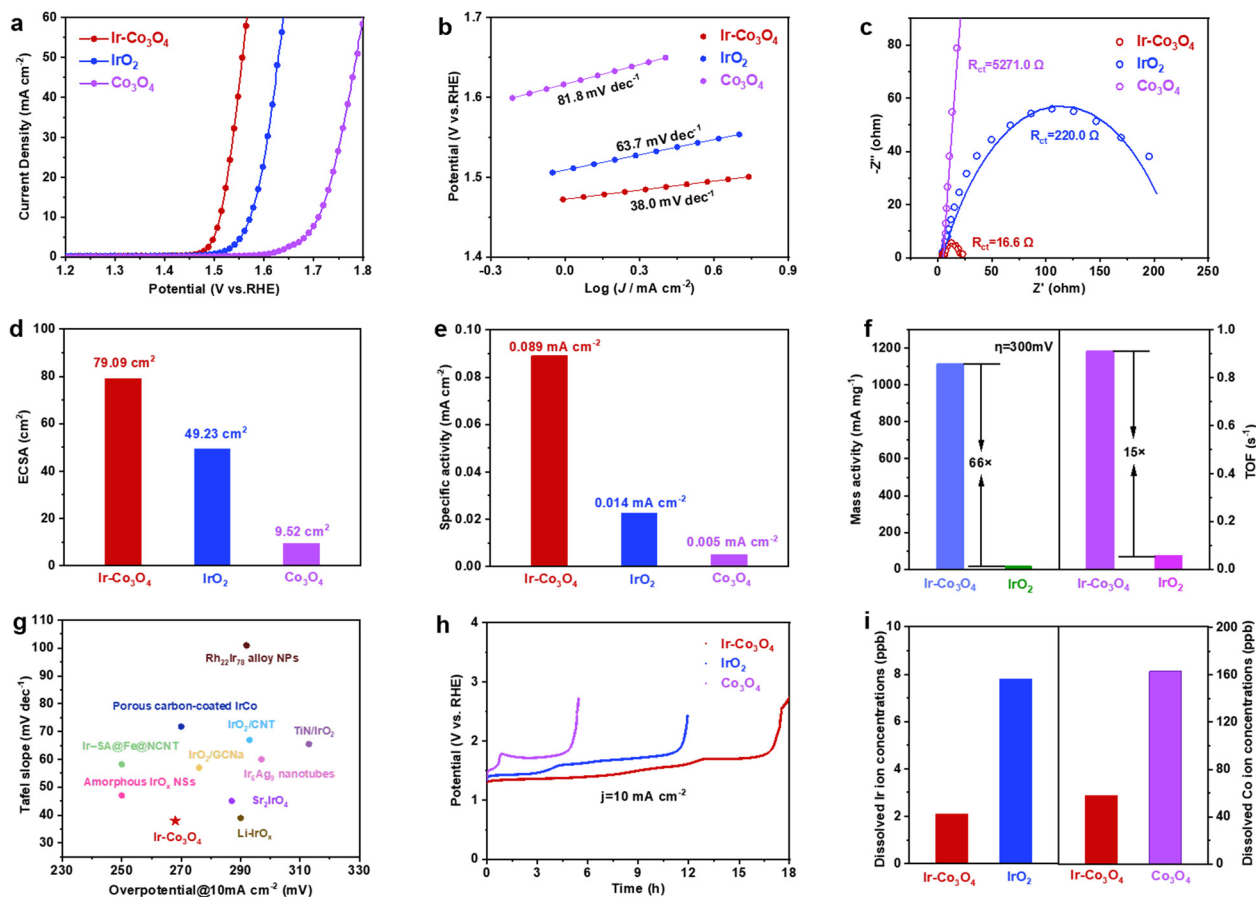 a
60
50
40
30
20
10
0
Current Density (mA cm⁻²)
Ir-Co₃O₄
IrO₂
Co₃O₄
1.2 1.3 1.4 1.5 1.6 1.7 1.8
Potential (V vs.RHE)
b
1.7
1.6
1.5
1.4
Potential (V vs.RHE)
Ir-Co₃O₄
IrO₂
Co₃O₄
81.8 mV dec⁻¹
63.7 mV dec⁻¹
38.0 mV dec⁻¹
-0.3 0.0 0.3 0.6 0.9
Log (J / mA cm⁻²)
c
80
60
40
20
0
-Z'' (ohm)
Ir-Co₃O₄
IrO₂
Co₃O₄
Rct=5271.0 Ω
Rct=220.0 Ω
Rct=16.6 Ω
0 50 100 150 200 250
Z' (ohm)
d
100
80
60
40
20
0
ECSA (cm²)
79.09 cm²
49.23 cm²
9.52 cm²
Ir-Co₃O₄ IrO₂ Co₃O₄
e
0.10
0.08
0.06
0.04
0.02
0.00
Specific activity (mA cm⁻²)
0.089 mA cm⁻²
0.014 mA cm⁻²
0.005 mA cm⁻²
Ir-Co₃O₄ IrO₂ Co₃O₄
f
1200
1000
800
600
400
200
0
Mass activity (mA mg⁻¹)
η=300mV
66×
15×
1.0
0.8
0.6
0.4
0.2
0.0
TOF (s⁻¹)
Ir-Co₃O₄ IrO₂ Ir-Co₃O₄ IrO₂
g
110
100
90
80
70
60
50
40
30
Tafel slope (mV dec⁻¹)
Rh₂₂Ir₇₈ alloy NPs
Porous carbon-coated IrCo
IrO₂/CNT
TiN/IrO₂
Ir–SA@Fe@NCNT
IrO₂/GCNa
Ir₆Ag₉ nanotubes
Amorphous IrOₓ NSs
Sr₂IrO₄
Ir-Co₃O₄
Li-IrOₓ
230 250 270 290 310 330
Overpotential@10mA cm⁻² (mV)
h
4
3
2
1
0
Potential (V vs. RHE)
Ir-Co₃O₄
IrO₂
Co₃O₄
j=10 mA cm⁻²
0 3 6 9 12 15 18
Time (h)
i
10
8
6
4
2
0
Dissolved Ir ion concentrations (ppb)
200
160
120
80
40
0
Dissolved Co ion concentrations (ppb)
Ir-Co₃O₄ IrO₂ Ir-Co₃O₄ Co₃O₄